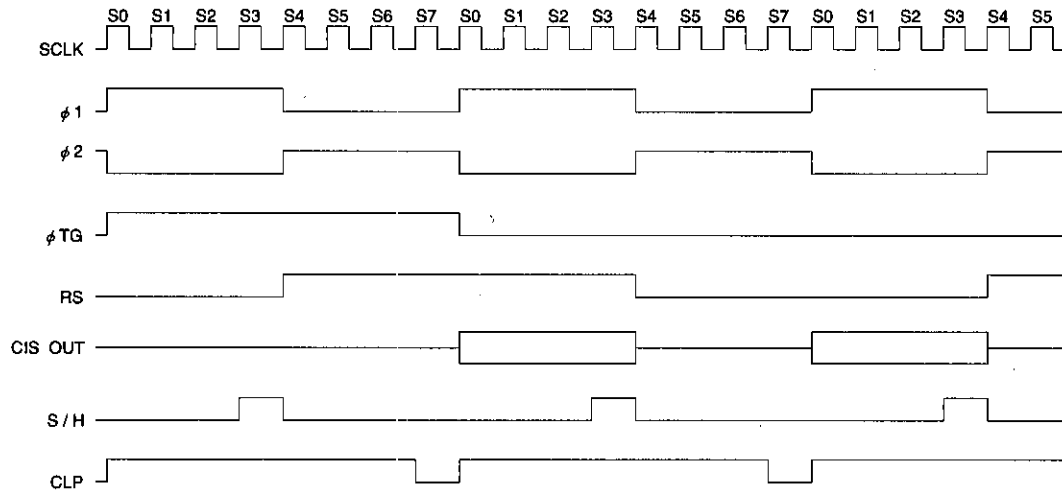 S0 S1 S2 S3 S4 S5 S6 S7 S0 S1 S2 S3 S4 S5 S6 S7 S0 S1 S2 S3 S4 S5
SCLK
ϕ1
ϕ2
ϕTG
RS
CIS OUT
S / H
CLP